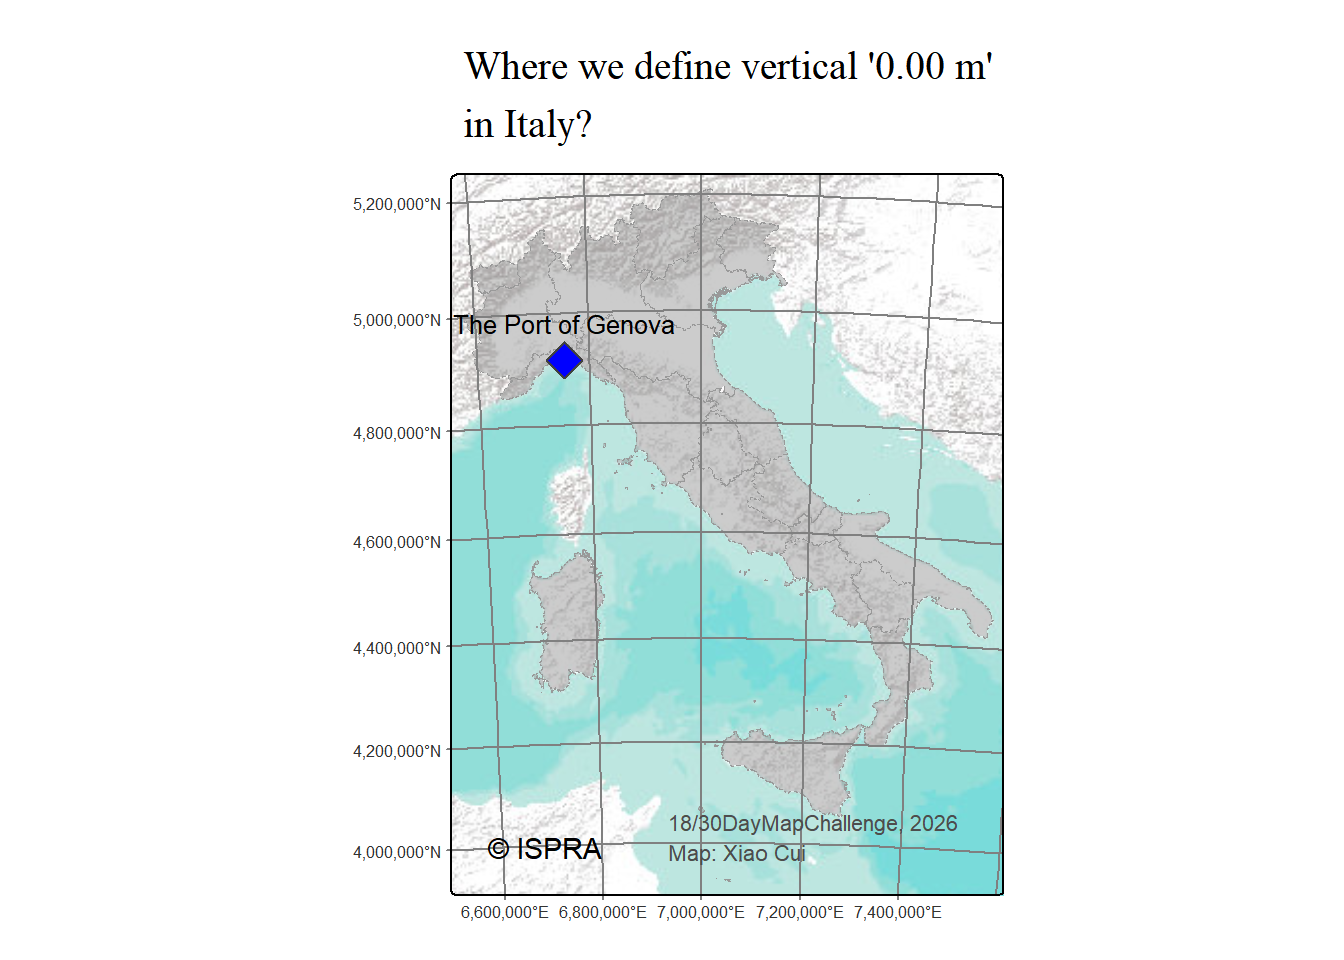 Where we define vertical '0.00 m'
in Italy?
5,200,000°N
5,000,000°N
The Port of Genova
4,800,000°N
4,600,000°N
4,400,000°N
4,200,000°N
4,000,000°N
18/30DayMapChallenge, 2026
Map: Xiao Cui
© ISPRA
6,600,000°E 6,800,000°E 7,000,000°E 7,200,000°E 7,400,000°E